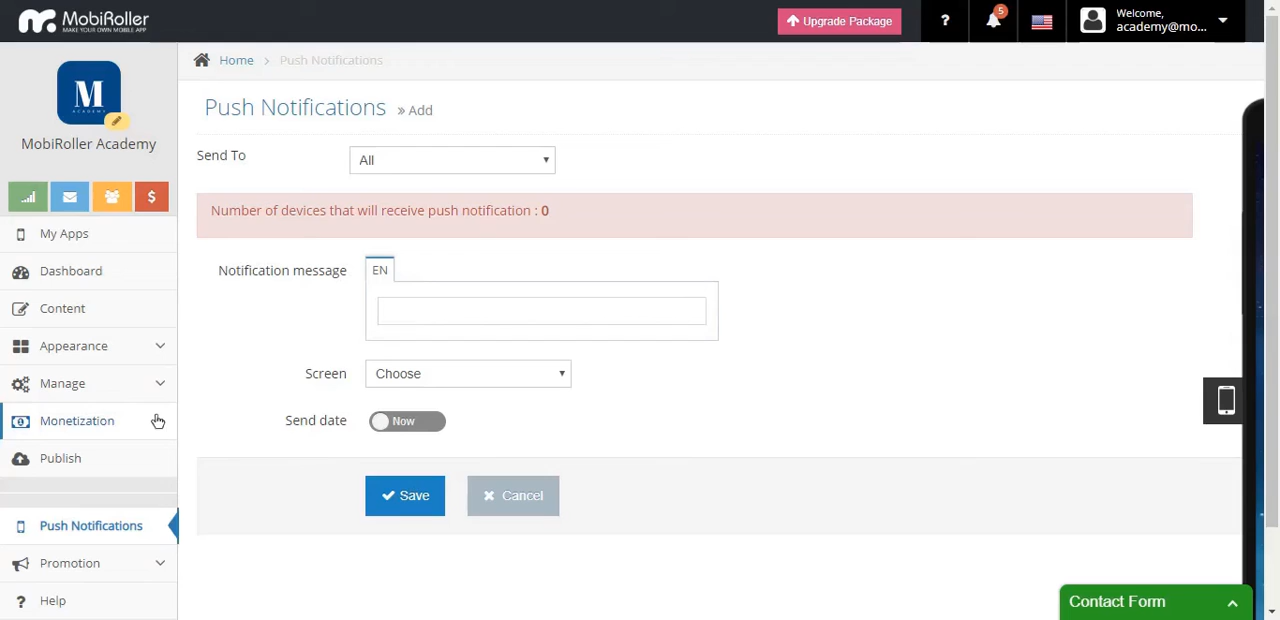 MobiRoller
MAKE YOUR OWN MOBILE APP
Upgrade Package
?
5
Welcome,
academy@mo...
M
ACADEMY
MobiRoller Academy
$
My Apps
Dashboard
Content
Appearance
Manage
Monetization
Publish
Push Notifications
Promotion
? Help
Home > Push Notifications
Push Notifications » Add
Send To All
Number of devices that will receive push notification : 0
Notification message EN
Screen Choose
Send date Now
Save Cancel
Contact Form